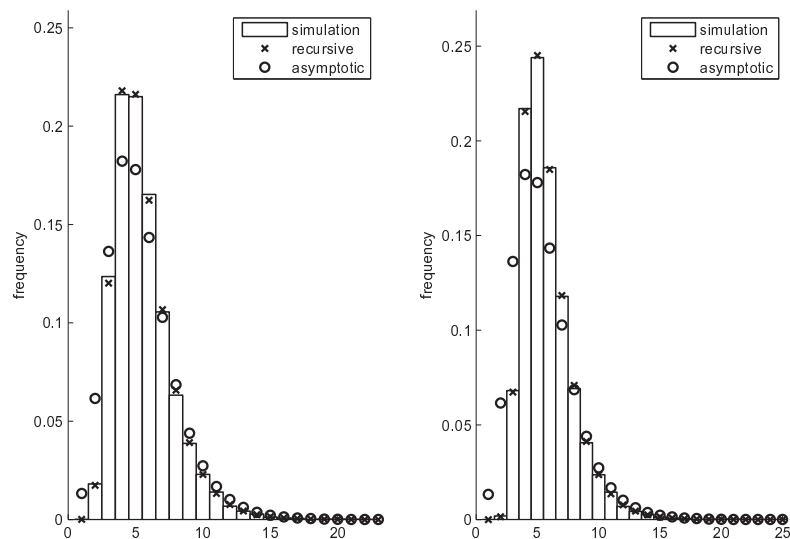 0.25
0.2
0.15
0.1
0.05
0
frequency
0 5 10 15 20
simulation
recursive
asymptotic
0.25
0.2
0.15
0.1
0.05
0
frequency
0 5 10 15 20 25
simulation
recursive
asymptotic